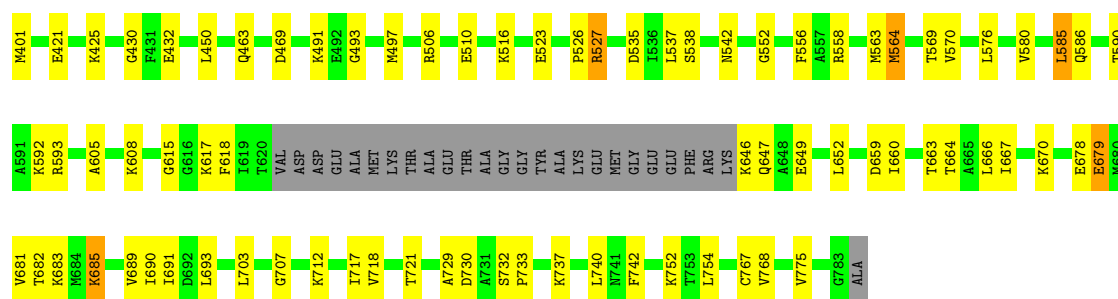 M401 E421 K425 G430 F431 E432 L450 Q463 D469 K491 E492 G493 M497 R506 E510 K516 E523 P526 R527 D535 I536 L537 S538 N542 G552 F556 A557 R558 M563 M564 T569 V570 L576 V580 L585 Q586 T590
A591 K592 R593 A605 K608 G615 G616 K617 F618 I619 T620 VAL ASP ASP GLU ALA MET LYS THR ALA GLU THR ALA GLY GLY TYR ALA LYS GLU MET GLY GLU GLU PHE ARG LYS K646 Q647 A648 E649 L652 D659 I660 T663 T664 A665 L666 I667 K670 E678 E679 M680
V681 T682 K683 M684 K685 V689 I690 I691 D692 L693 L703 G707 K712 I717 V718 T721 A729 D730 A731 S732 P733 K737 L740 N741 F742 K752 T753 L754 C767 V768 V775 G783 ALA